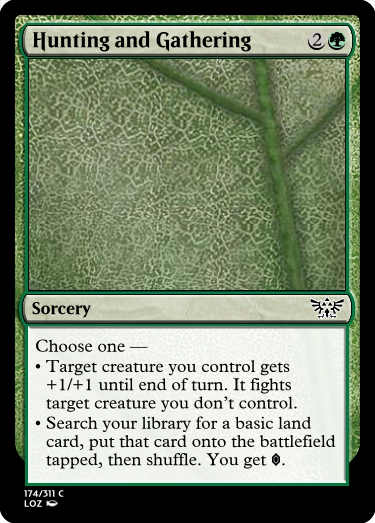 Hunting and Gathering 2
Sorcery
Choose one —
• Target creature you control gets
+1/+1 until end of turn. It fights
target creature you don't control.
• Search your library for a basic land
card, put that card onto the battlefield
tapped, then shuffle. You get .
174/311 C
LOZ